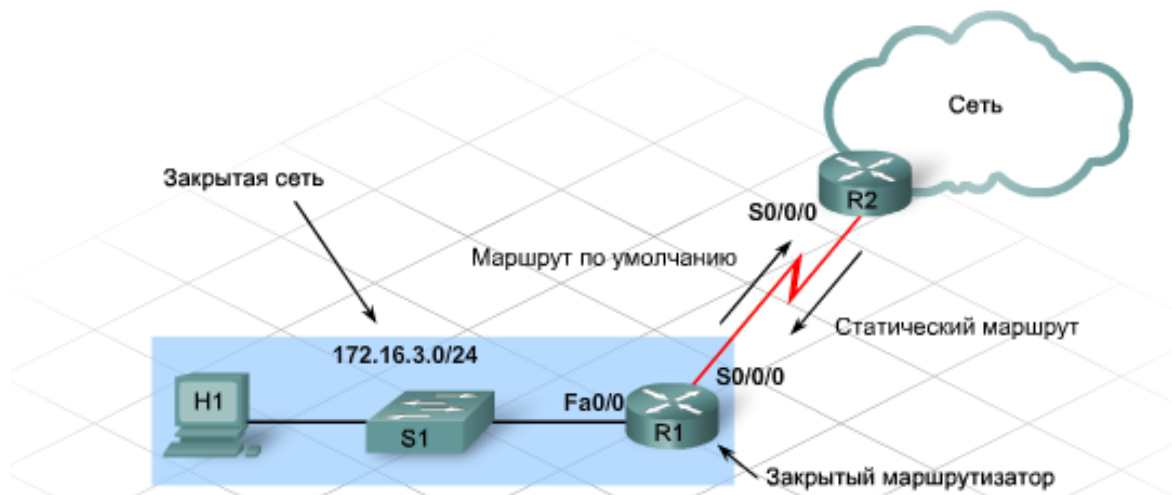 Сеть
Закрытая сеть
R2
S0/0/0
Маршрут по умолчанию
Статический маршрут
172.16.3.0/24
S0/0/0
H1
Fa0/0
S1
R1
Закрытый маршрутизатор